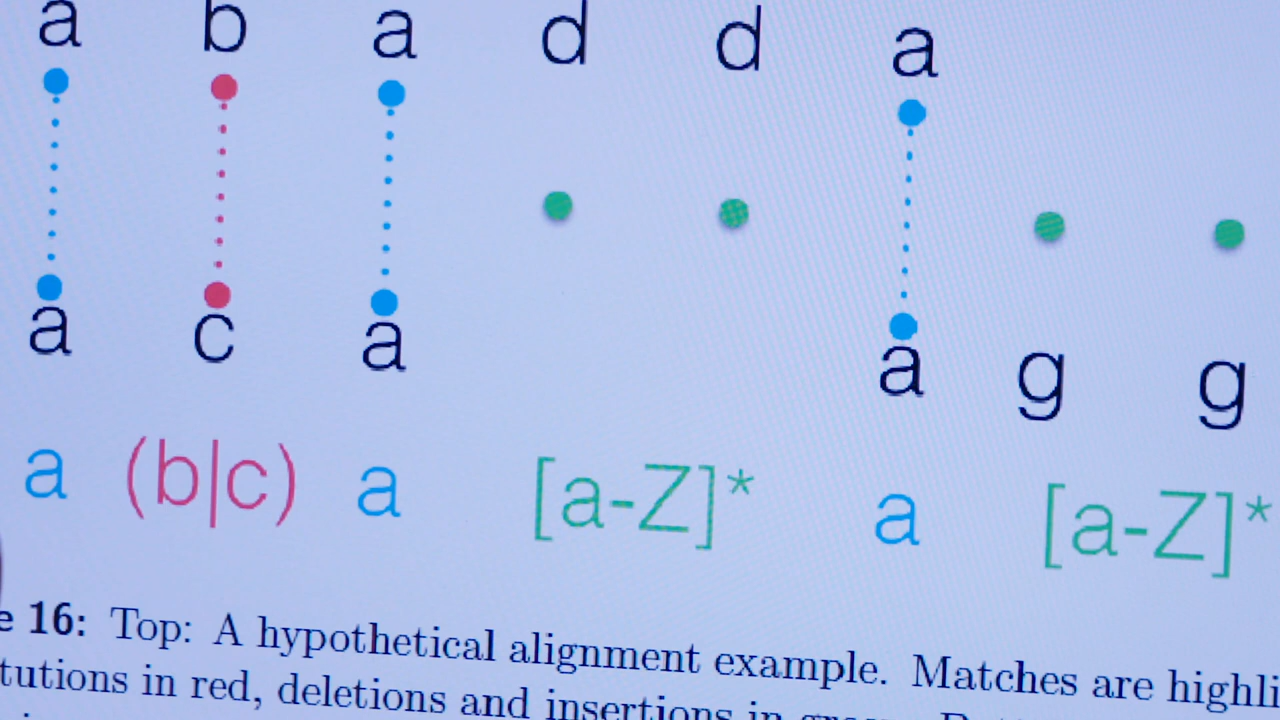 a b a d d a
a c a a g g
a (b|c) a [a-Z]* a [a-Z]*
e 16: Top: A hypothetical alignment example. Matches are highli
tutions in red, deletions and insertions in